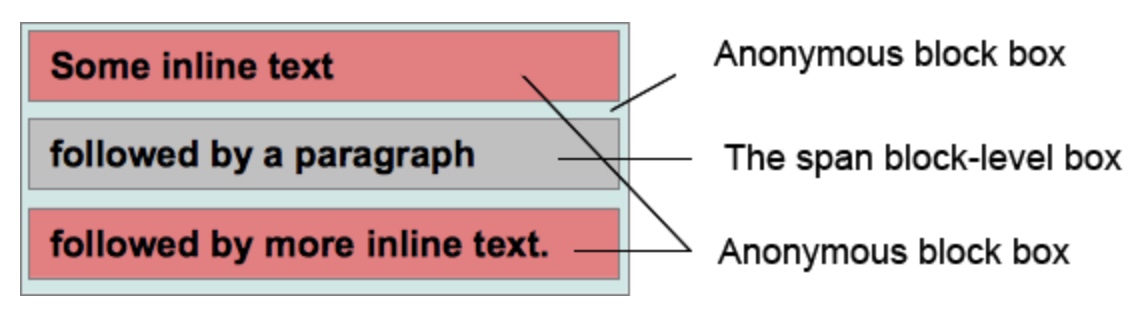 Some inline text
followed by a paragraph
followed by more inline text.
Anonymous block box
The span block-level box
Anonymous block box